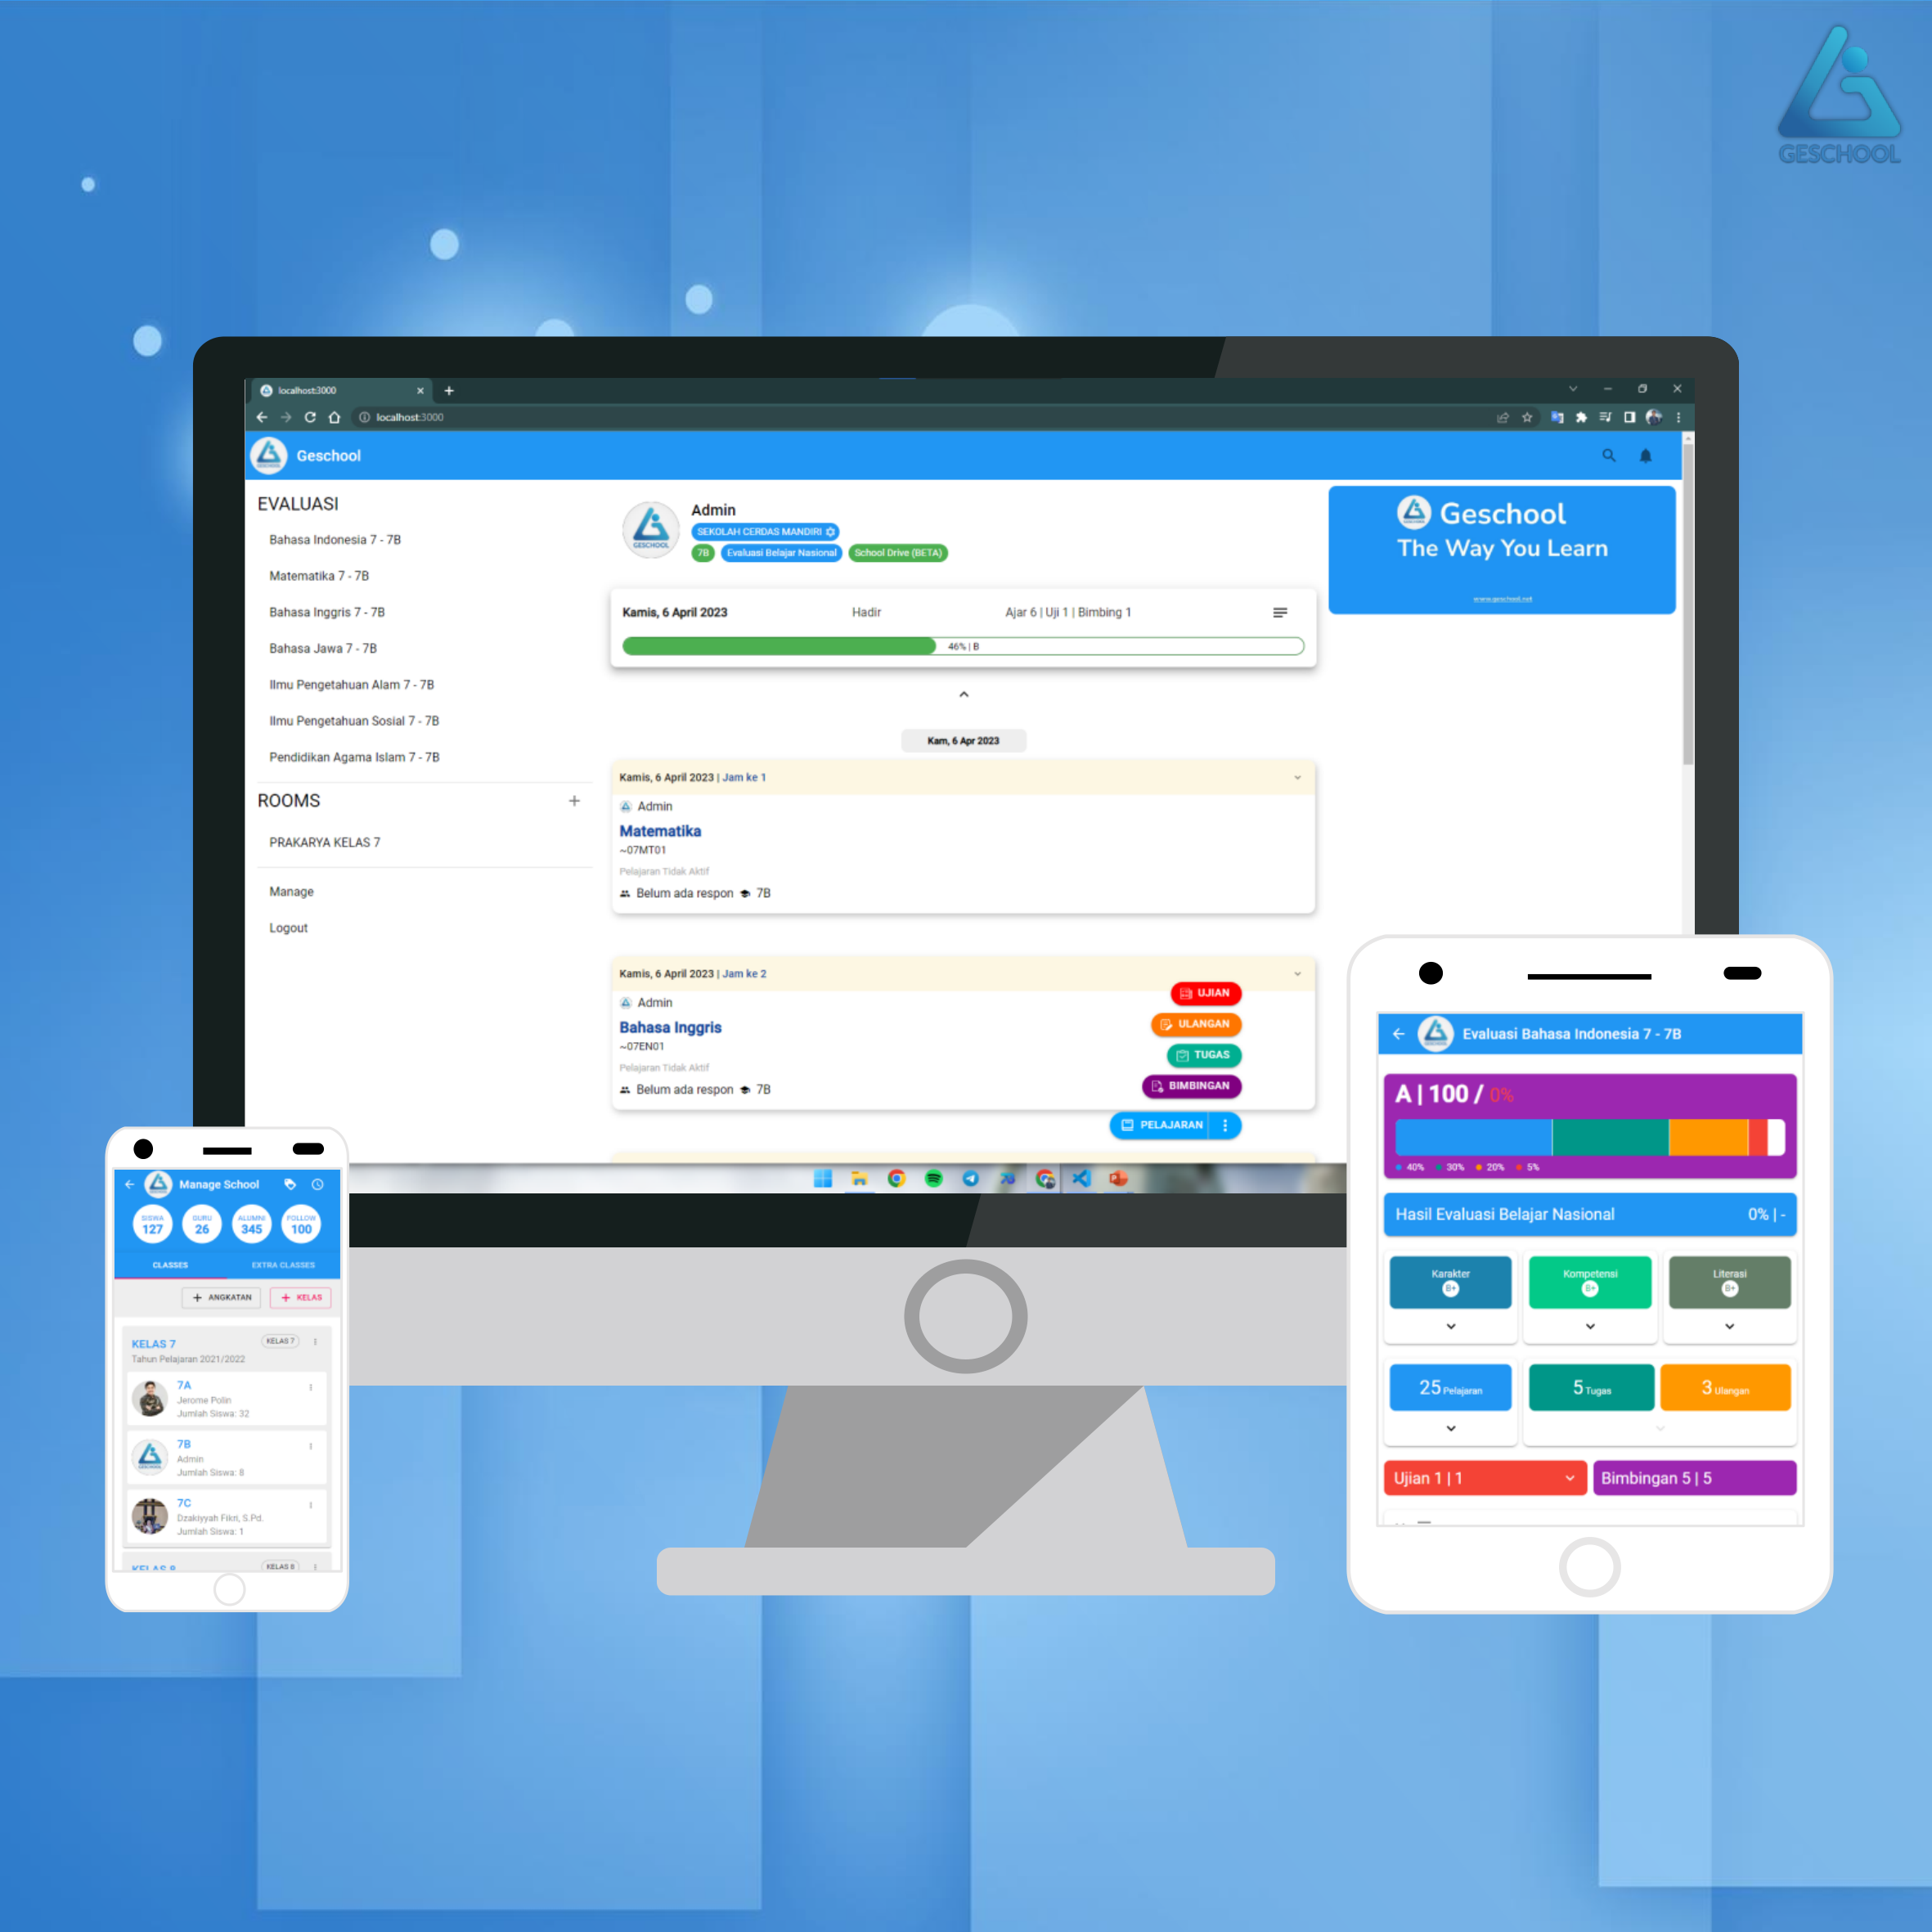 GESCHOOL
localhost:3000
localhost:3000
Geschool
EVALUASI
Bahasa Indonesia 7 - 7B
Matematika 7 - 7B
Bahasa Inggris 7 - 7B
Bahasa Jawa 7 - 7B
Ilmu Pengetahuan Alam 7 - 7B
Ilmu Pengetahuan Sosial 7 - 7B
Pendidikan Agama Islam 7 - 7B
ROOMS
PRAKARYA KELAS 7
Manage
Logout
GESCHOOL
Admin
SEKOLAH CERDAS MANDIRI
7B Evaluasi Belajar Nasional School Drive (BETA)
Kamis, 6 April 2023 Hadir Ajar 6 | Uji 1 | Bimbing 1
46% | B
Kam, 6 Apr 2023
Kamis, 6 April 2023 | Jam ke 1
Admin
Matematika
~07MT01
Pelajaran Tidak Aktif
Belum ada respon 7B
Kamis, 6 April 2023 | Jam ke 2
Admin
Bahasa Inggris
~07EN01
Pelajaran Tidak Aktif
Belum ada respon 7B
UJIAN
ULANGAN
TUGAS
BIMBINGAN
PELAJARAN
Geschool
The Way You Learn
www.geschool.net
Manage School
SISWA 127
GURU 26
ALUMNI 345
FOLLOW 100
CLASSES EXTRA CLASSES
+ ANGKATAN + KELAS
KELAS 7 KELAS 7
Tahun Pelajaran 2021/2022
7A
Jerome Polin
Jumlah Siswa: 32
7B
Admin
Jumlah Siswa: 8
7C
Dzakiyyah Fikri, S.Pd.
Jumlah Siswa: 1
KELAS 8 KELAS 8
Evaluasi Bahasa Indonesia 7 - 7B
A | 100 / 0%
40% 30% 20% 5%
Hasil Evaluasi Belajar Nasional 0% | -
Karakter Kompetensi Literasi
B+ B+ B+
25 Pelajaran 5 Tugas 3 Ulangan
Ujian 1 | 1 Bimbingan 5 | 5